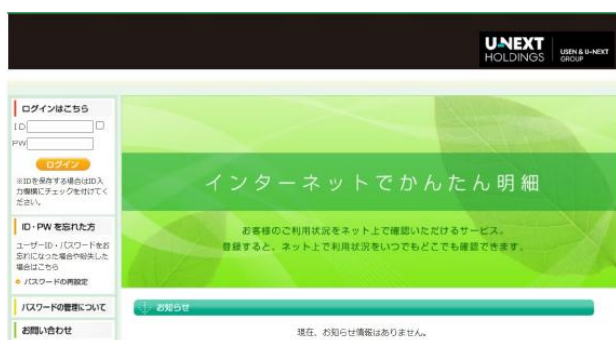 U-NEXT
HOLDINGS
USEN & U-NEXT
GROUP
ログインはこちら
ID
PW
ログイン
※IDを保存する場合はID入
力欄横にチェックを付けてく
ださい。
ID・PWを忘れた方
ユーザーID・パスワードをお
忘れになった場合や紛失した
場合はこちら
パスワードの再設定
パスワードの管理について
お問い合わせ
インターネットでかんたん明細
お客様のご利用状況をネット上で確認いただけるサービス。
登録すると、ネット上で利用状況をいつでもどこでも確認できます。
お知らせ
現在、お知らせ情報はありません。